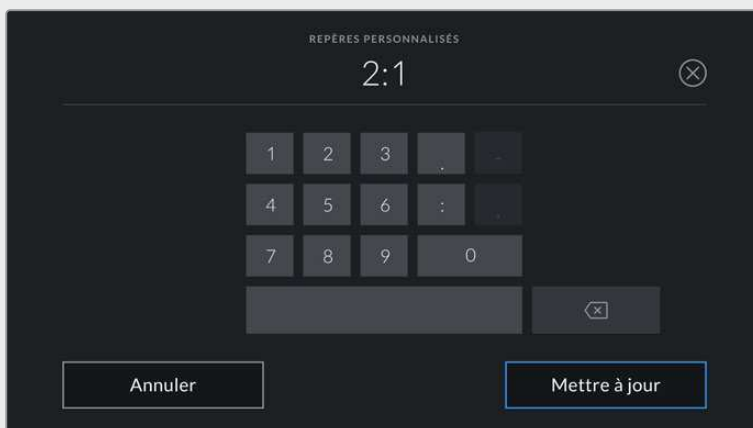 REPÈRES PERSONNALISÉS
2:1
1 2 3 . -
4 5 6 : ,
7 8 9 0
Annuler
Mettre à jour